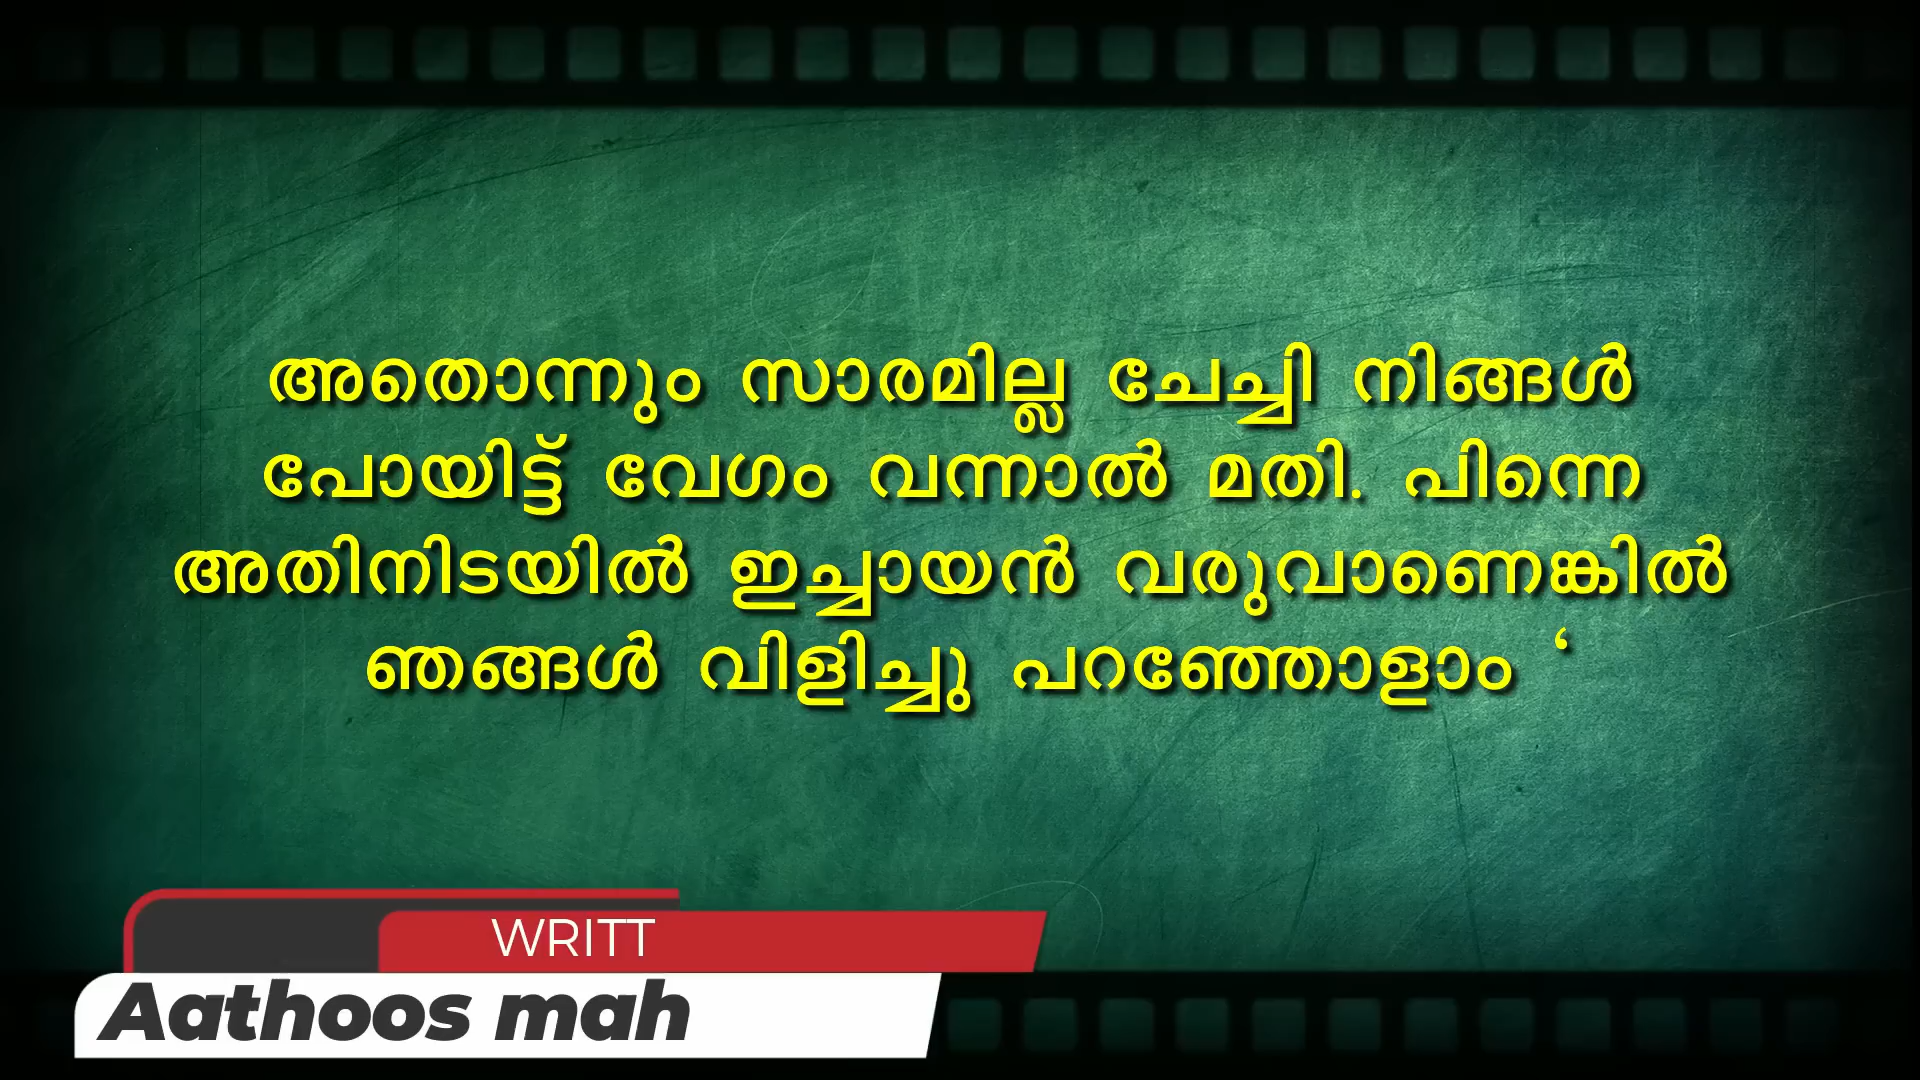 അതൊന്നും സാരമില്ല ചേച്ചി നിങ്ങൾ
പോയിട്ട് വേഗം വന്നാൽ മതി. പിന്നെ
അതിനിടയിൽ ഇച്ചായൻ വരുവാണെങ്കിൽ
ഞങ്ങൾ വിളിച്ചു പറഞ്ഞോളാം ‘
WRITT
Aathoos mah